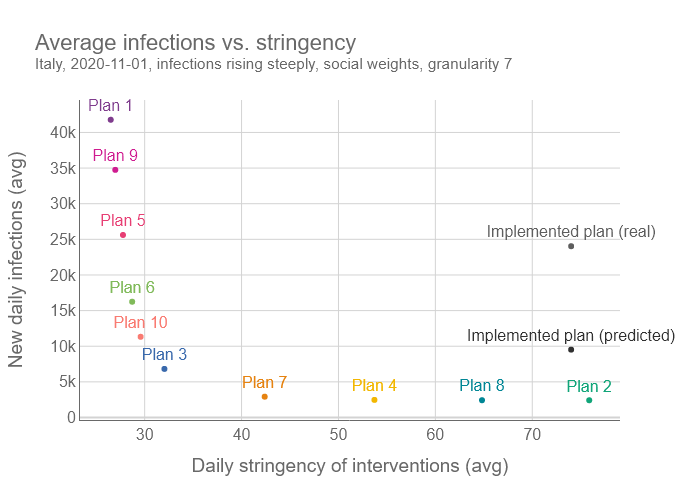 Average infections vs. stringency
Italy, 2020-11-01, infections rising steeply, social weights, granularity 7
Plan 1
40k
Plan 9
35k
30k
Plan 5
Implemented plan (real)
25k
20k
Plan 6
15k
Plan 10
Implemented plan (predicted)
10k
Plan 3
5k
Plan 7
Plan 4
Plan 8
Plan 2
0
30
40
50
60
70
New daily infections (avg)
Daily stringency of interventions (avg)